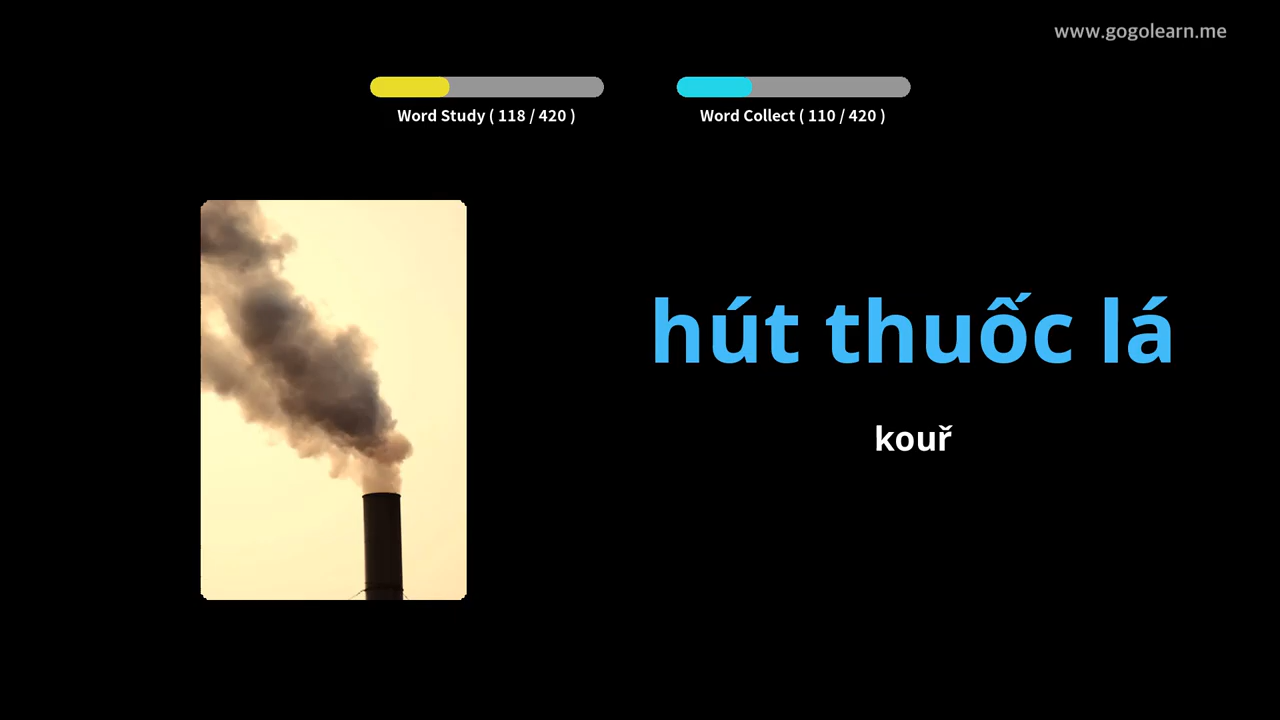 www.gogolearn.me
Word Study ( 118 / 420 )
Word Collect ( 110 / 420 )
hút thuốc lá
kouř